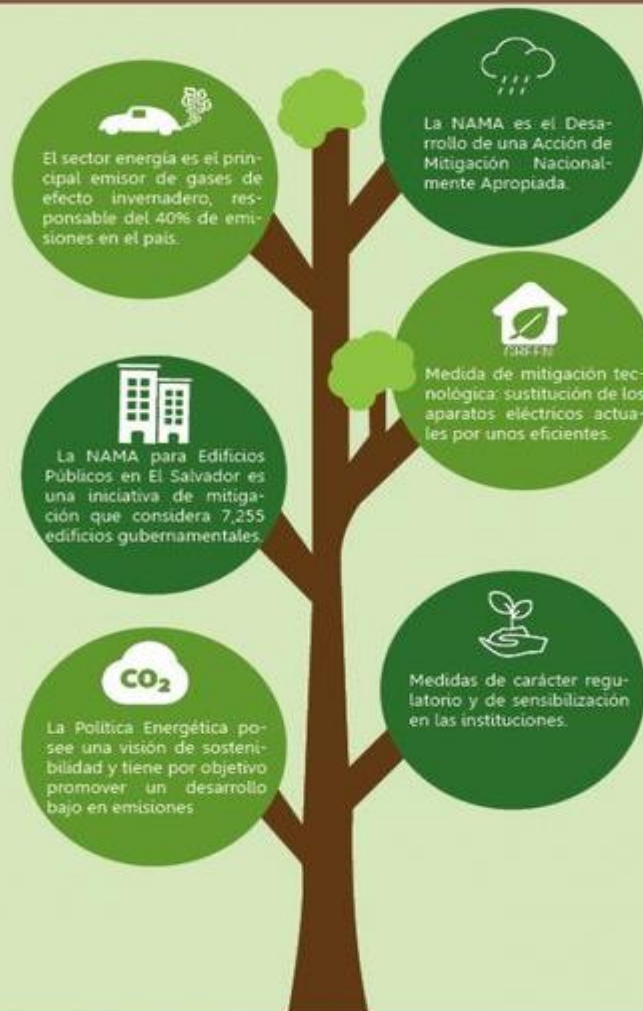 El sector energía es el prin-
cipal emisor de gases de
efecto invernadero, res-
ponsable del 40% de emi-
siones en el país.
La NAMA es el Desa-
rrollo de una Acción de
Mitigación Nacional-
mente Apropiada.
GREEN
Medida de mitigación tec-
nológica: sustitución de los
aparatos eléctricos actua-
les por unos eficientes.
La NAMA para Edificios
Públicos en El Salvador es
una iniciativa de mitiga-
ción que considera 7,255
edificios gubernamentales.
Medidas de carácter regu-
latorio y de sensibilización
en las instituciones.
CO₂
La Política Energética po-
see una visión de sosteni-
bilidad y tiene por objetivo
promover un desarrollo
bajo en emisiones